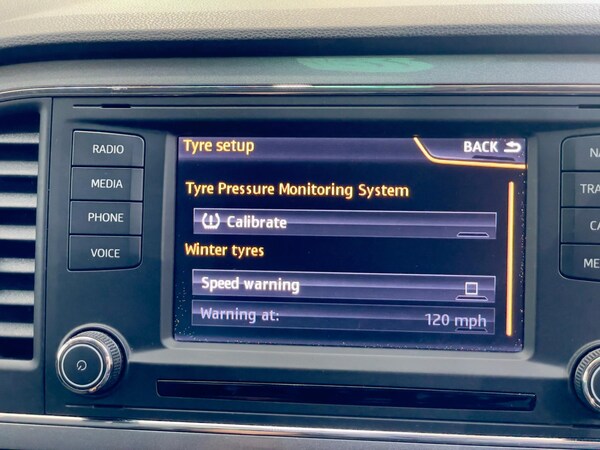 Tyre setup
BACK
Tyre Pressure Monitoring System
Calibrate
Winter tyres
Speed warning
Warning at: 120 mph
RADIO
MEDIA
PHONE
VOICE